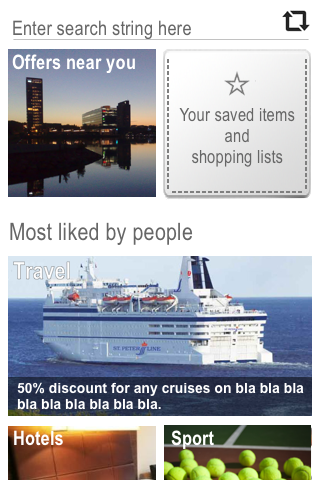 Enter search string here
Offers near you
Your saved items
and
shopping lists
Most liked by people
Travel
ST. PETER LINE
50% discount for any cruises on bla bla bla
bla bla bla bla bla bla.
Hotels
Sport